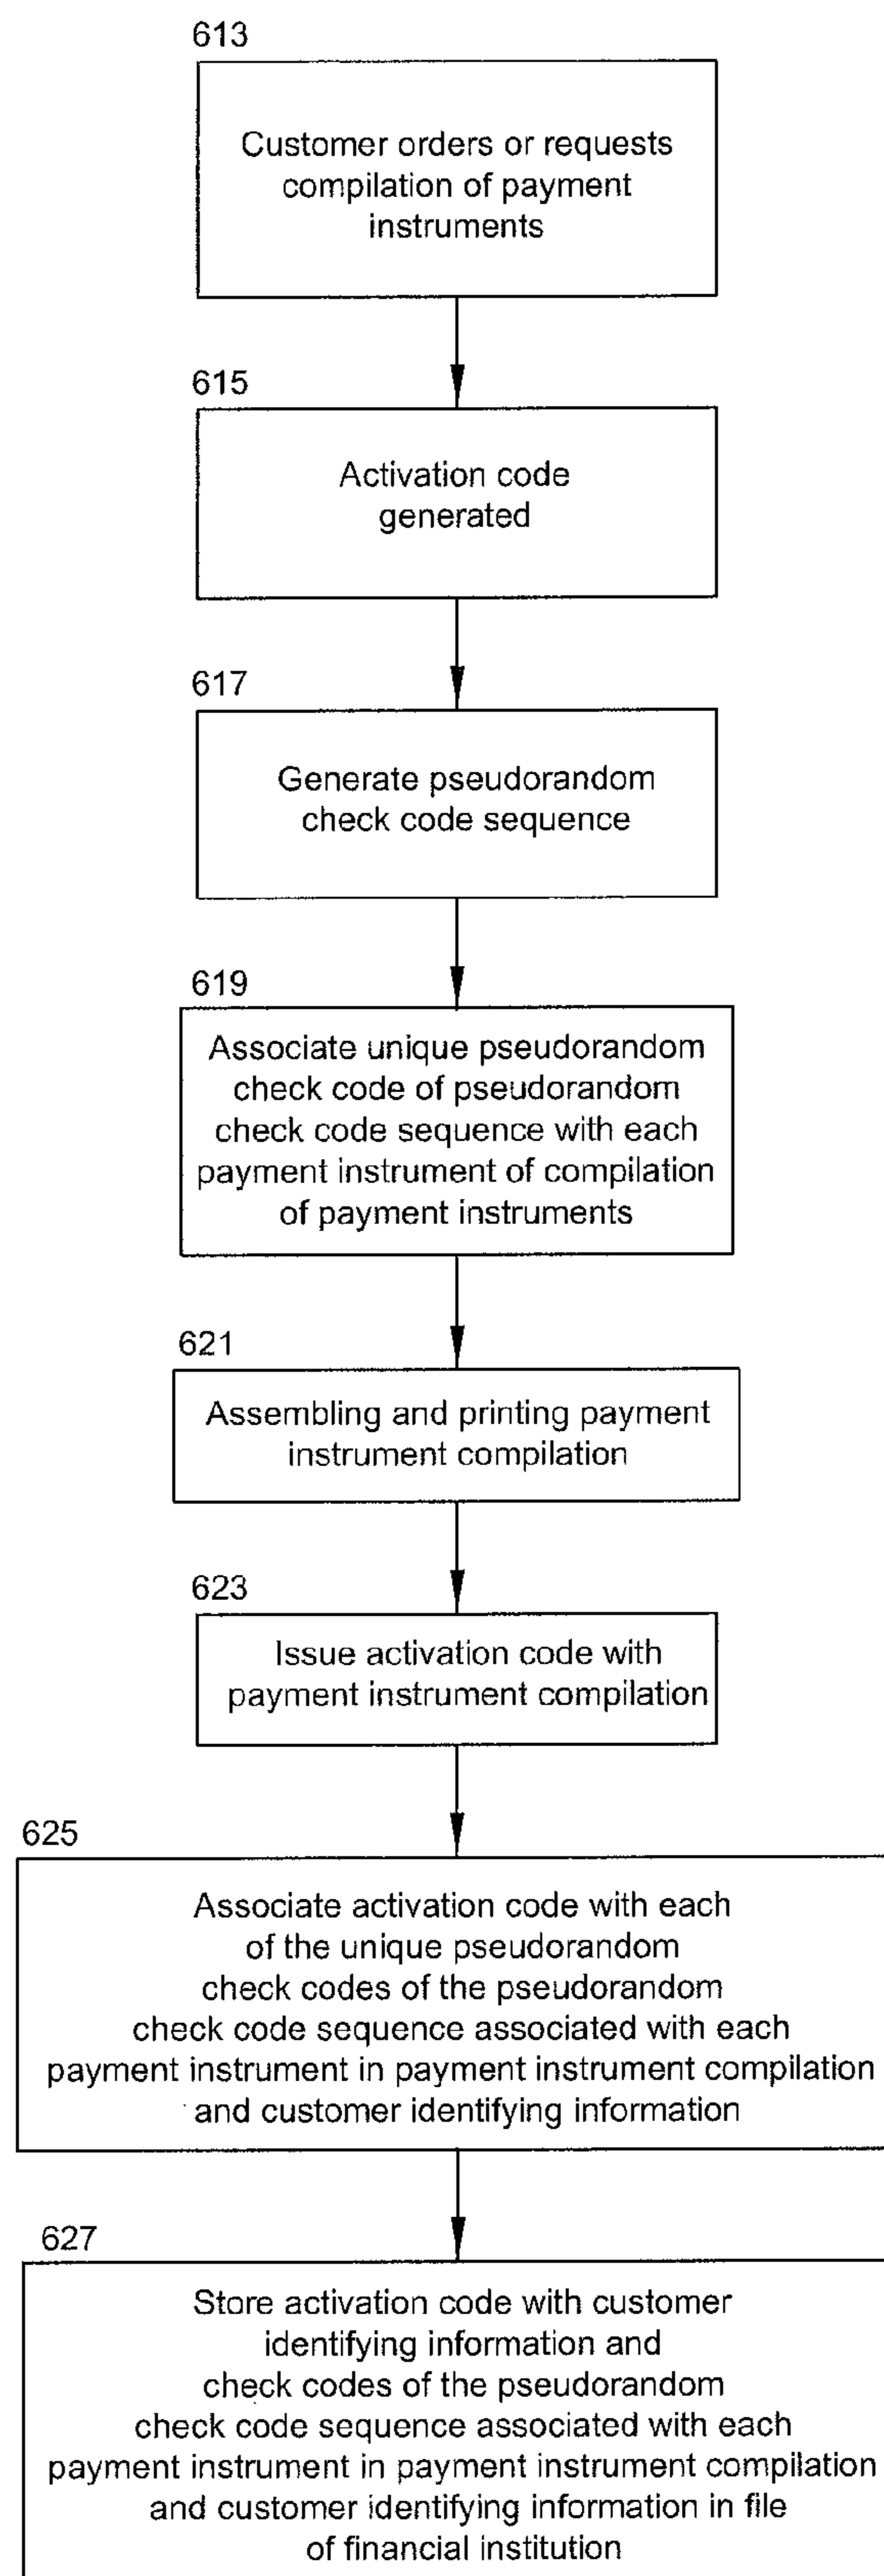 613
Customer orders or requests
compilation of payment
instruments
615
Activation code
generated
617
Generate pseudorandom
check code sequence
619
Associate unique pseudorandom
check code of pseudorandom
check code sequence with each
payment instrument of compilation
of payment instruments
621
Assembling and printing payment
instrument compilation
623
Issue activation code with
payment instrument compilation
625
Associate activation code with each
of the unique pseudorandom
check codes of the pseudorandom
check code sequence associated with each
payment instrument in payment instrument compilation
and customer identifying information
627
Store activation code with customer
identifying information and
check codes of the pseudorandom
check code sequence associated with each
payment instrument in payment instrument compilation
and customer identifying information in file
of financial institution